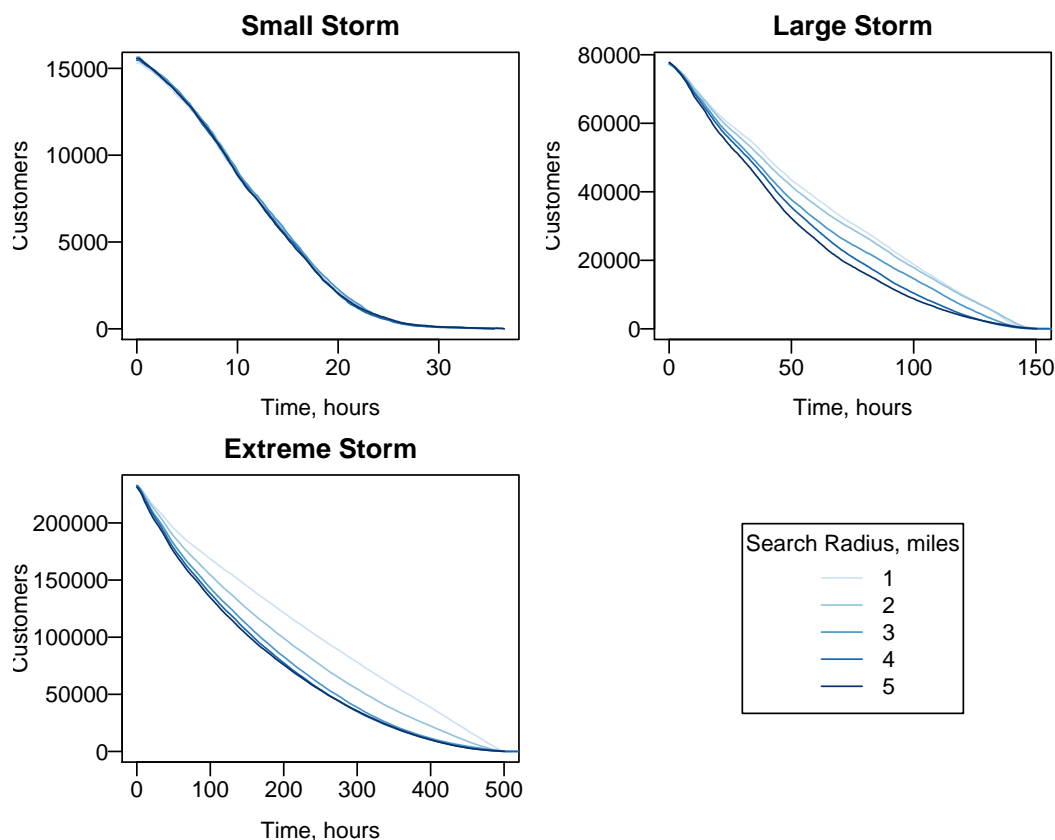 Small Storm
Customers
15000
10000
5000
0
0 10 20 30
Time, hours
Large Storm
Customers
80000
60000
40000
20000
0
0 50 100 150
Time, hours
Extreme Storm
Customers
200000
150000
100000
50000
0
0 100 200 300 400 500
Time, hours
Search Radius, miles
1
2
3
4
5